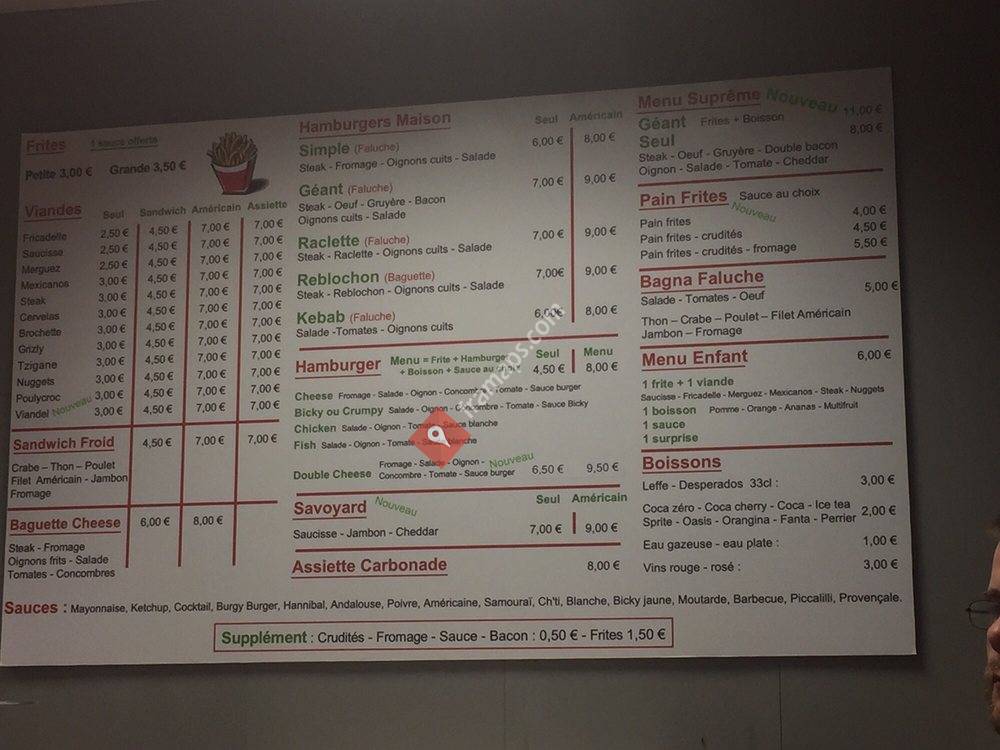 Frites 1 sauce offerte
Petite 3,00 € Grande 3,50 €
Viandes Seul Sandwich Américain Assiette
Fricadelle 2,50 € 4,50 € 7,00 € 7,00 €
Saucisse 2,50 € 4,50 € 7,00 € 7,00 €
Merguez 2,50 € 4,50 € 7,00 € 7,00 €
Mexicanos 3,00 € 4,50 € 7,00 € 7,00 €
Steak 3,00 € 4,50 € 7,00 € 7,00 €
Cervelas 3,00 € 4,50 € 7,00 € 7,00 €
Brochette 3,00 € 4,50 € 7,00 € 7,00 €
Grizly 3,00 € 4,50 € 7,00 € 7,00 €
Tzigane 3,00 € 4,50 € 7,00 € 7,00 €
Nuggets 3,00 € 4,50 € 7,00 € 7,00 €
Poulycroc 3,00 € 4,50 € 7,00 € 7,00 €
Viandel Nouveau 3,00 € 4,50 € 7,00 € 7,00 €
Sandwich Froid 4,50 € 7,00 € 7,00 €
Crabe – Thon – Poulet
Filet Américain - Jambon
Fromage
Baguette Cheese 6,00 € 8,00 €
Steak - Fromage
Oignons frits - Salade
Tomates - Concombres
Hamburgers Maison Seul Américain
Simple (Faluche) 6,00 € 8,00 €
Steak - Fromage - Oignons cuits - Salade
Géant (Faluche) 7,00 € 9,00 €
Steak - Oeuf - Gruyère - Bacon
Oignons cuits - Salade
Raclette (Faluche) 7,00 € 9,00 €
Steak - Raclette - Oignons cuits - Salade
Reblochon (Baguette) 7,00€ 9,00 €
Steak - Reblochon - Oignons cuits - Salade
Kebab (Faluche) 6,00€ 8,00 €
Salade -Tomates - Oignons cuits
Hamburger Menu = Frite + Hamburger Seul Menu
+ Boisson + Sauce au choix 4,50 € 8,00 €
Cheese Fromage - Salade - Oignon - Concombre - Tomate - Sauce burger
Bicky ou Crumpy Salade - Oignon - Concombre - Tomate - Sauce Bicky
Chicken Salade - Oignon - Tomate - Sauce blanche
Fish Salade - Oignon - Tomate - Sauce blanche
Double Cheese Fromage - Salade - Oignon - Nouveau
Concombre - Tomate - Sauce burger 6,50 € 9,50 €
Savoyard Nouveau Seul Américain
Saucisse - Jambon - Cheddar 7,00 € 9,00 €
Assiette Carbonade 8,00 €
Menu Suprême Nouveau
Géant Frites + Boisson 11,00 €
Seul 8,00 €
Steak - Oeuf - Gruyère - Double bacon
Oignon - Salade - Tomate - Cheddar
Pain Frites Sauce au choix
Nouveau
Pain frites 4,00 €
Pain frites - crudités 4,50 €
Pain frites - crudités - fromage 5,50 €
Bagna Faluche 5,00 €
Salade - Tomates - Oeuf
Thon – Crabe – Poulet – Filet Américain
Jambon – Fromage
Menu Enfant 6,00 €
1 frite + 1 viande
Saucisse - Fricadelle - Merguez - Mexicanos - Steak - Nuggets
1 boisson Pomme - Orange - Ananas - Multifruit
1 sauce
1 surprise
Boissons
Leffe - Desperados 33cl : 3,00 €
Coca zéro - Coca cherry - Coca - Ice tea
Sprite - Oasis - Orangina - Fanta - Perrier 2,00 €
Eau gazeuse - eau plate : 1,00 €
Vins rouge - rosé : 3,00 €
Sauces : Mayonnaise, Ketchup, Cocktail, Burgy Burger, Hannibal, Andalouse, Poivre, Américaine, Samouraï, Ch'ti, Blanche, Bicky jaune, Moutarde, Barbecue, Piccalilli, Provençale.
Supplément : Crudités - Fromage - Sauce - Bacon : 0,50 € - Frites 1,50 €
framaps.com